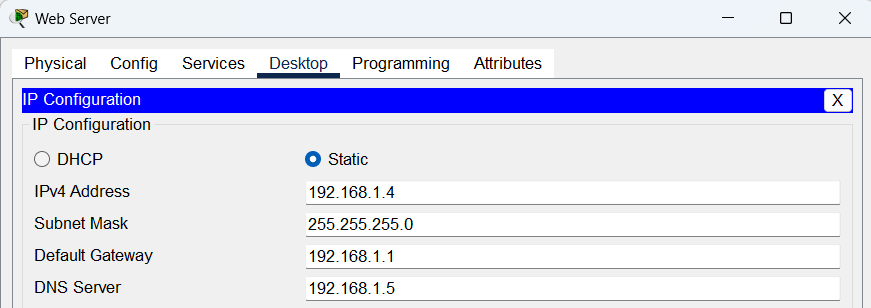 Web Server
Physical Config Services Desktop Programming Attributes
IP Configuration X
IP Configuration
DHCP Static
IPv4 Address 192.168.1.4
Subnet Mask 255.255.255.0
Default Gateway 192.168.1.1
DNS Server 192.168.1.5